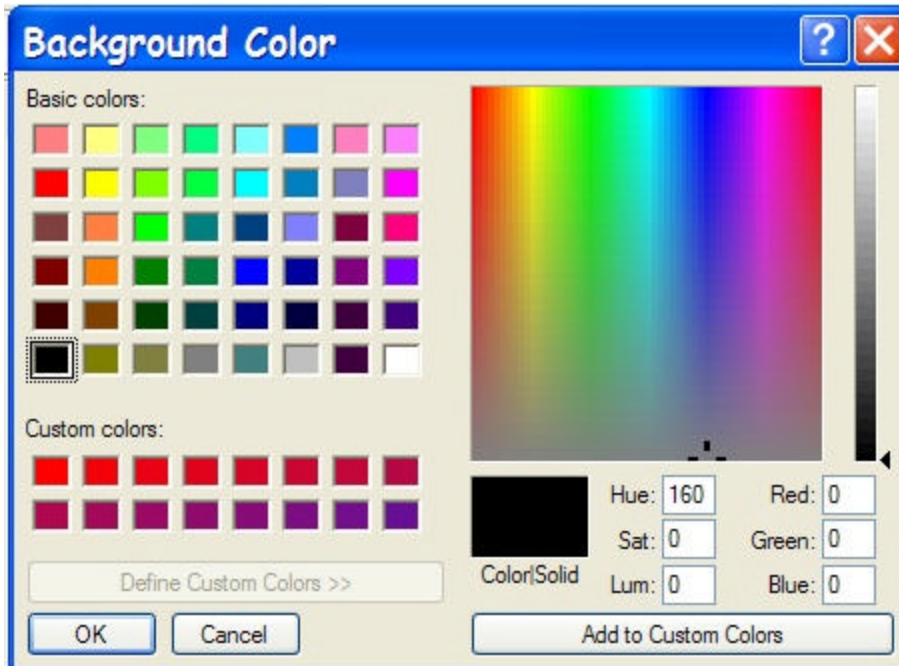 Background Color
?
Basic colors:
Custom colors:
Define Custom Colors >>
OK
Cancel
Color|Solid
Hue: 160
Sat: 0
Lum: 0
Red: 0
Green: 0
Blue: 0
Add to Custom Colors